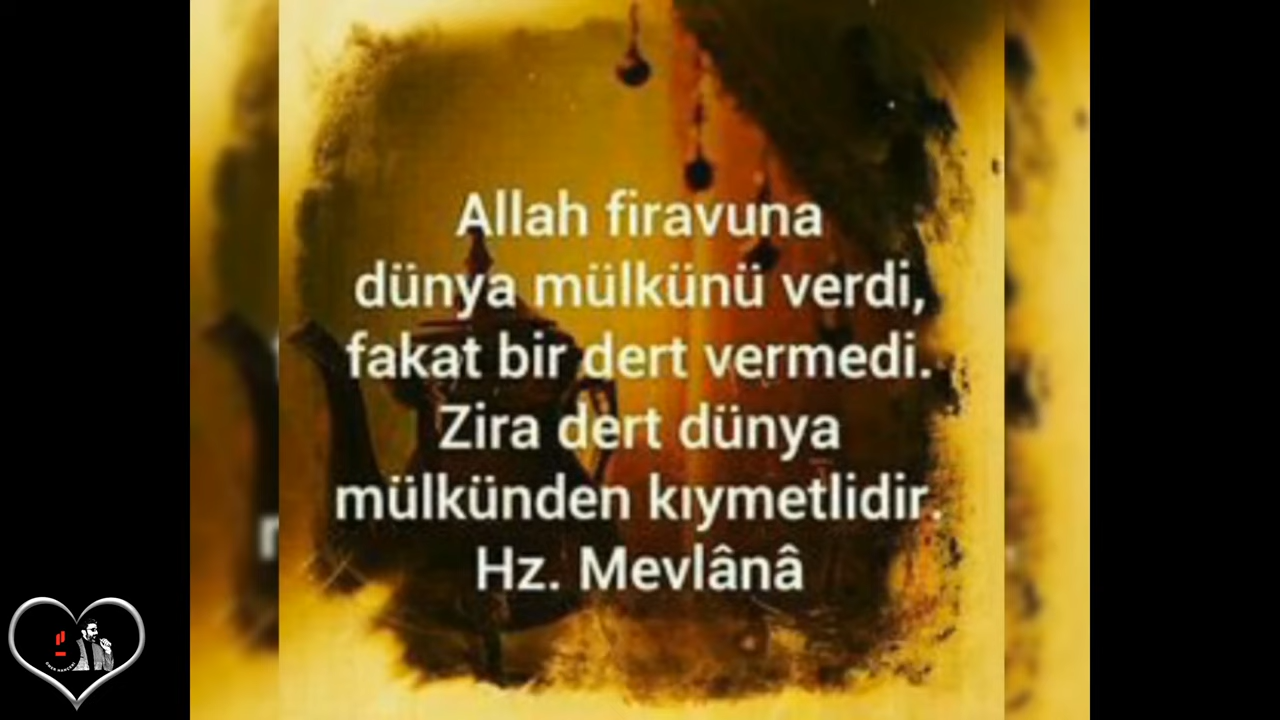 Allah firavuna
dünya mülkünü verdi,
fakat bir dert vermedi.
Zira dert dünya
mülkünden kıymetlidir.
Hz. Mevlânâ